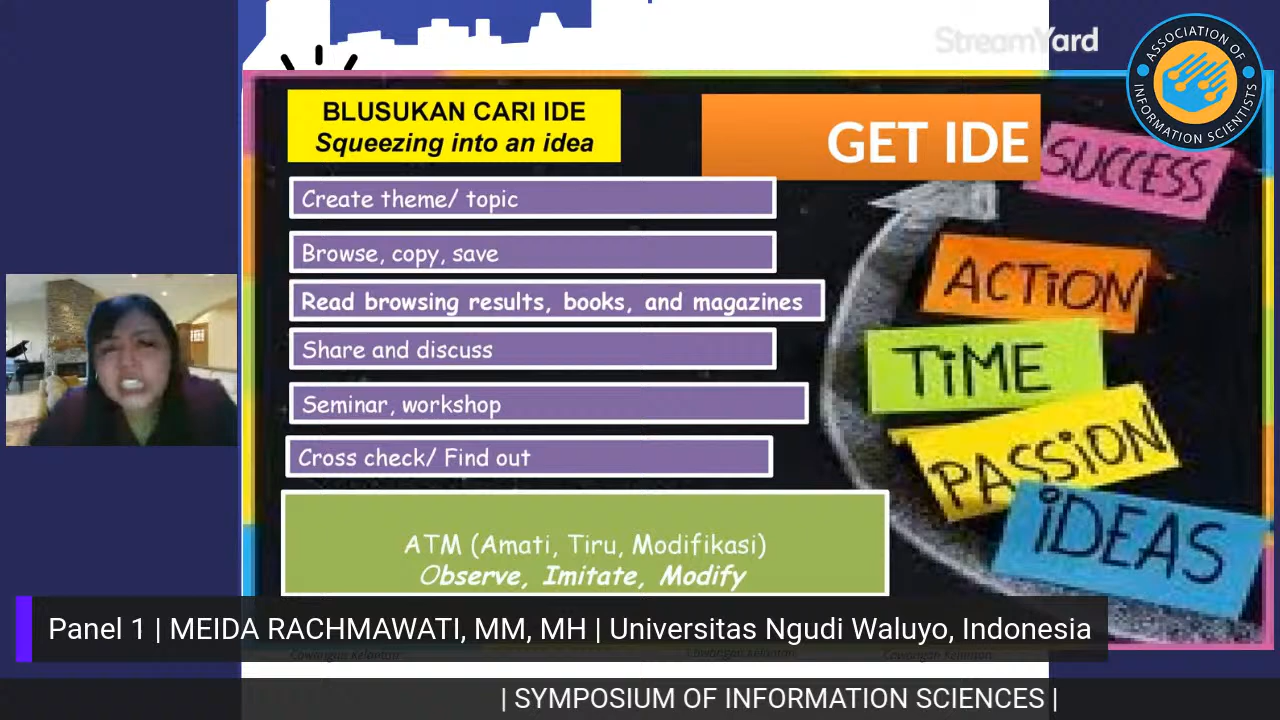 StreamYard
ASSOCIATION OF
INFORMATION SCIENTISTS
BLUSUKAN CARI IDE
Squeezing into an idea
GET IDE
Create theme/ topic
Browse, copy, save
Read browsing results, books, and magazines
Share and discuss
Seminar, workshop
Cross check/ Find out
ATM (Amati, Tiru, Modifikasi)
Observe, Imitate, Modify
SUCCESS
ACTiON
TiME
PASSiON
iDEAS
Panel 1 | MEIDA RACHMAWATI, MM, MH | Universitas Ngudi Waluyo, Indonesia
| SYMPOSIUM OF INFORMATION SCIENCES |